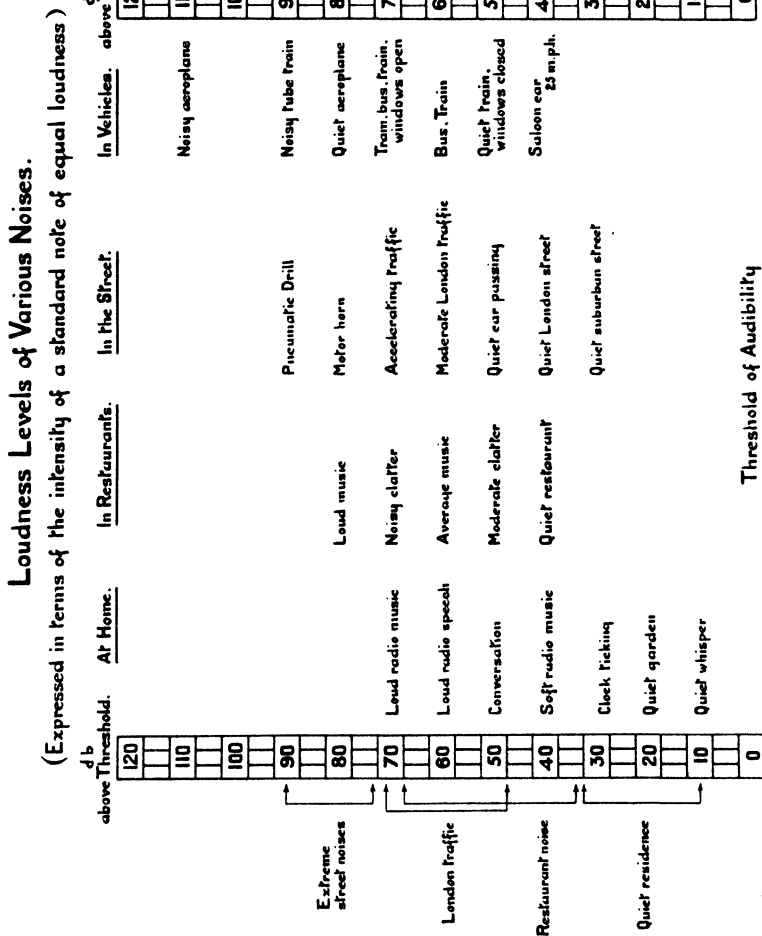 Loudness Levels of Various Noises.
(Expressed in terms of the intensity of a standard note of equal loudness)
db
above Threshold. At Home. In Restaurants. In the Street. In Vehicles. above
120
110 Noisy aeroplane
100
90 Pneumatic Drill Noisy tube train
Extreme
street noises
80 Loud music Motor horn Quiet aeroplane
70 Loud radio music Noisy clatter Accelerating traffic Tram, bus, train,
windows open
London traffic
60 Loud radio speech Average music Moderate London traffic Bus, Train
50 Conversation Moderate clatter Quiet car passing Quiet train,
windows closed
Restaurant noise
40 Soft radio music Quiet restaurant Quiet London street Saloon car
25 m.p.h.
30 Clock ticking Quiet suburban street
Quiet residence
20 Quiet garden
10 Quiet whisper
0 Threshold of Audibility